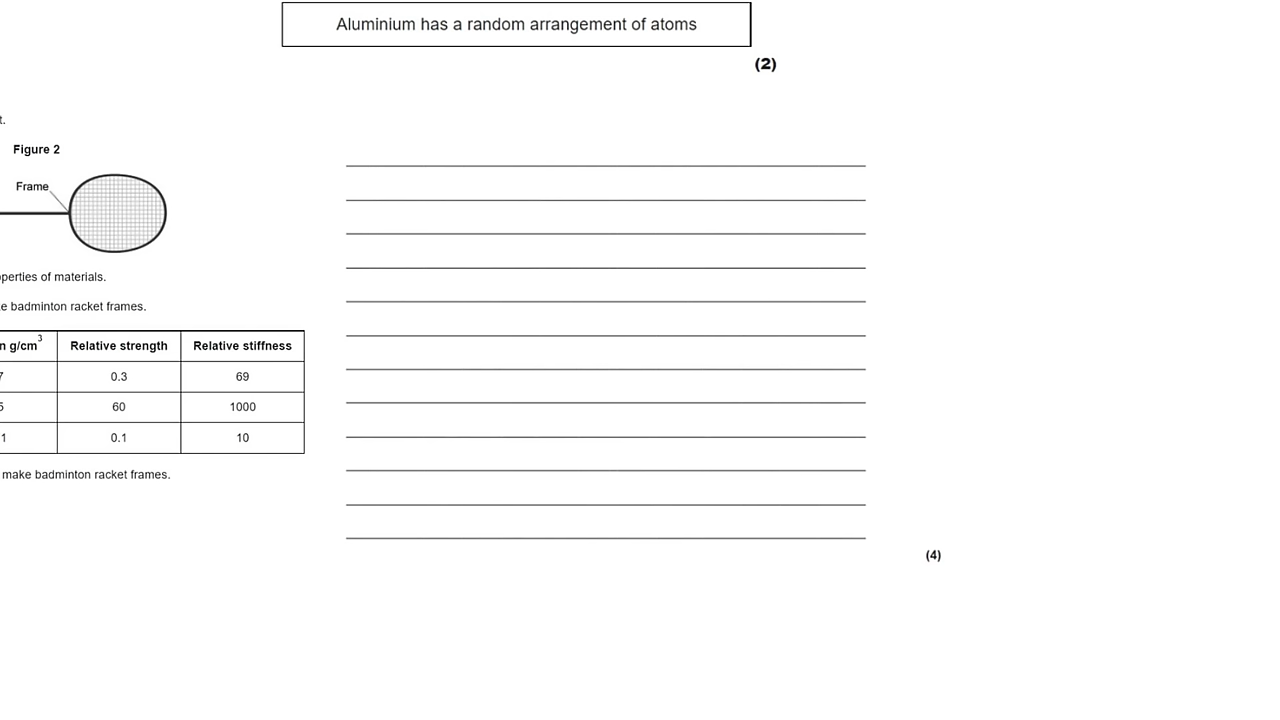 Aluminium has a random arrangement of atoms
(2)
t.
Figure 2
Frame
perties of materials.
e badminton racket frames.
n g/cm³ Relative strength Relative stiffness
7 0.3 69
5 60 1000
1 0.1 10
make badminton racket frames.
(4)